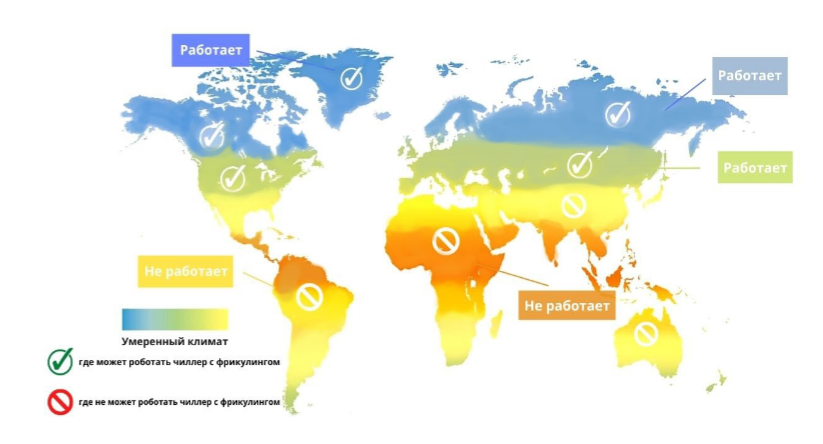 Работает
Работает
Работает
Не работает
Не работает
Умеренный климат
где может роботать чиллер с фрикулингом
где не может роботать чиллер с фрикулингом